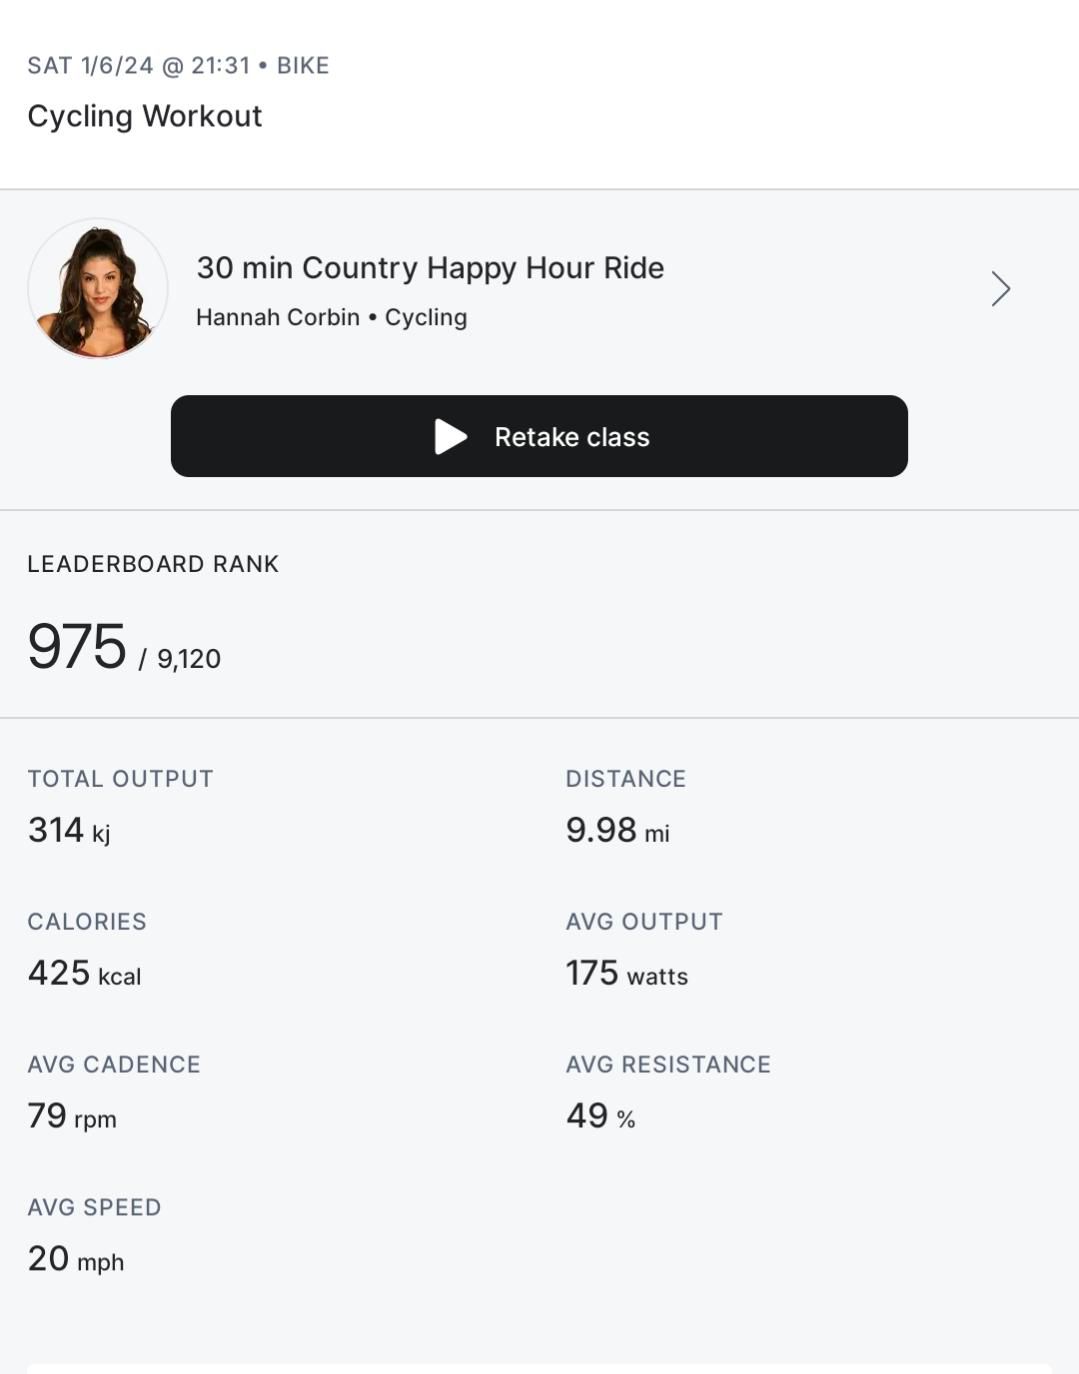 SAT 1/6/24 @ 21:31 • BIKE
Cycling Workout
30 min Country Happy Hour Ride
Hannah Corbin • Cycling
Retake class
LEADERBOARD RANK
975 / 9,120
TOTAL OUTPUT DISTANCE
314 kj 9.98 mi
CALORIES AVG OUTPUT
425 kcal 175 watts
AVG CADENCE AVG RESISTANCE
79 rpm 49 %
AVG SPEED
20 mph